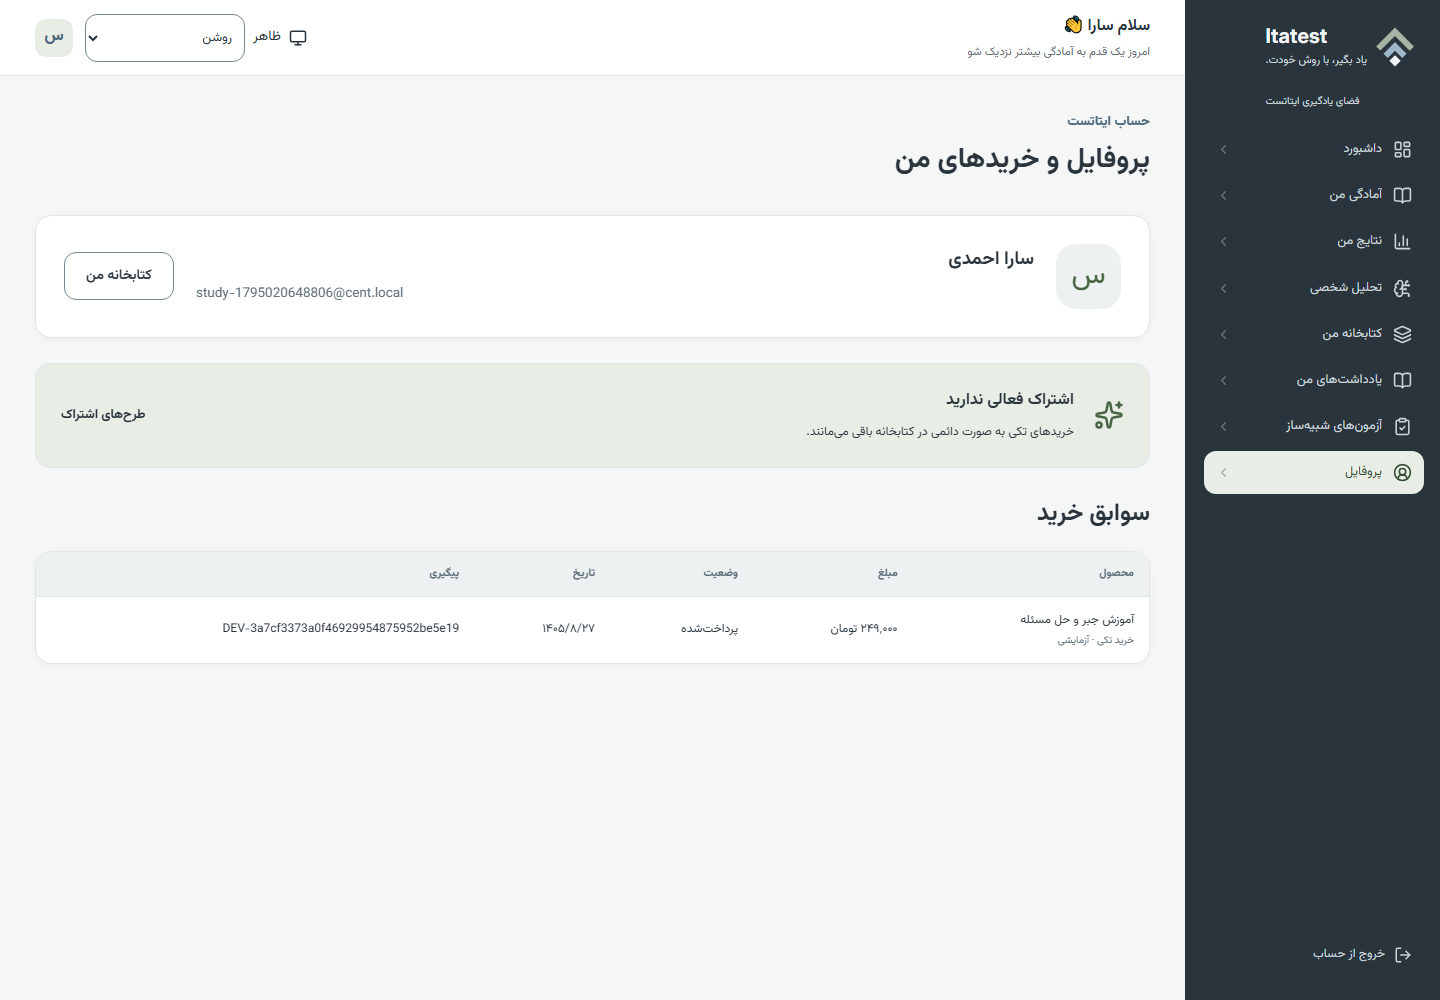 Itatest
یاد بگیر، با روش خودت.
فضای یادگیری ایتاتست
داشبورد
آمادگی من
نتایج من
تحلیل شخصی
کتابخانه من
یادداشت‌های من
آزمون‌های شبیه‌ساز
پروفایل
خروج از حساب
سلام سارا 👋
امروز یک قدم به آمادگی بیشتر نزدیک شو
ظاهر
روشن
س
حساب ایتاتست
پروفایل و خریدهای من
س
سارا احمدی
study-1795020648806@cent.local
کتابخانه من
اشتراک فعالی ندارید
خریدهای تکی به صورت دائمی در کتابخانه باقی می‌مانند.
طرح‌های اشتراک
سوابق خرید
محصول مبلغ وضعیت تاریخ پیگیری
آموزش جبر و حل مسئله ۲۴۹٬۰۰۰ تومان پرداخت‌شده ۱۴۰۵/۸/۲۷ DEV-3a7cf3373a0f46929954875952be5e19
خرید تکی · آزمایشی